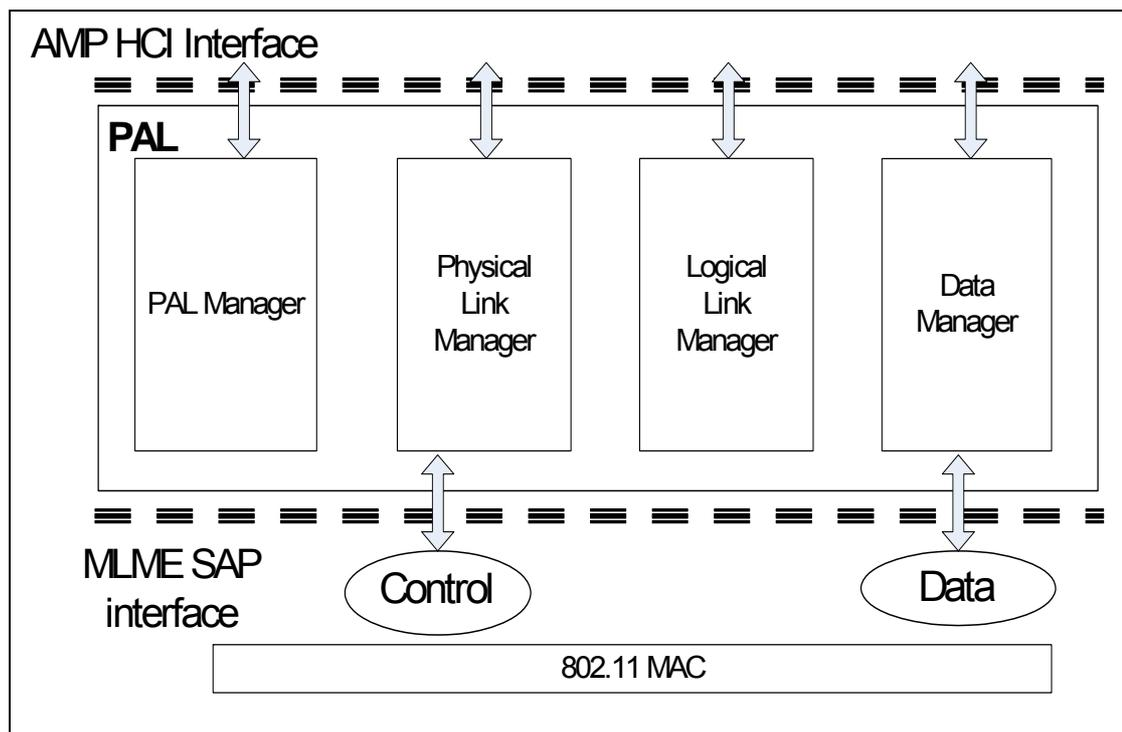 AMP HCI Interface
PAL
PAL Manager
Physical
Link
Manager
Logical
Link
Manager
Data
Manager
MLME SAP
interface
Control
Data
802.11 MAC